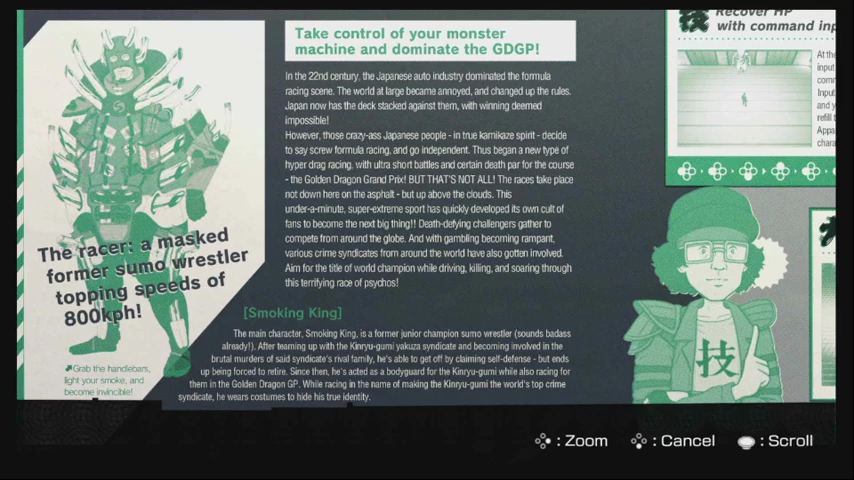 Take control of your monster
machine and dominate the GDGP!
In the 22nd century, the Japanese auto industry dominated the formula
racing scene. The world at large became annoyed, and changed up the rules.
Japan now has the deck stacked against them, with winning deemed
impossible!
However, those crazy-ass Japanese people - in true kamikaze spirit - decide
to say screw formula racing, and go independent. Thus began a new type of
hyper drag racing, with ultra short battles and certain death par for the course
- the Golden Dragon Grand Prix! BUT THAT'S NOT ALL! The races take place
not down here on the asphalt - but up above the clouds. This
under-a-minute, super-extreme sport has quickly developed its own cult of
fans to become the next big thing!! Death-defying challengers gather to
compete from around the globe. And with gambling becoming rampant,
various crime syndicates from around the world have also gotten involved.
Aim for the title of world champion while driving, killing, and soaring through
this terrifying race of psychos!
The racer: a masked
former sumo wrestler
topping speeds of
800kph!
Grab the handlebars,
light your smoke, and
become invincible!
[Smoking King]
The main character, Smoking King, is a former junior champion sumo wrestler (sounds badass
already!). After teaming up with the Kinryu-gumi yakuza syndicate and becoming involved in the
brutal murders of said syndicate's rival family, he's able to get off by claiming self-defense - but ends
up being forced to retire. Since then, he's acted as a bodyguard for the Kinryu-gumi while also racing for
them in the Golden Dragon GP. While racing in the name of making the Kinryu-gumi the world's top crime
syndicate, he wears costumes to hide his true identity.
技 Recover HP
with command inp
At the
input
comm
Input
and y
refill t
Appa
chara
技
: Zoom : Cancel : Scroll